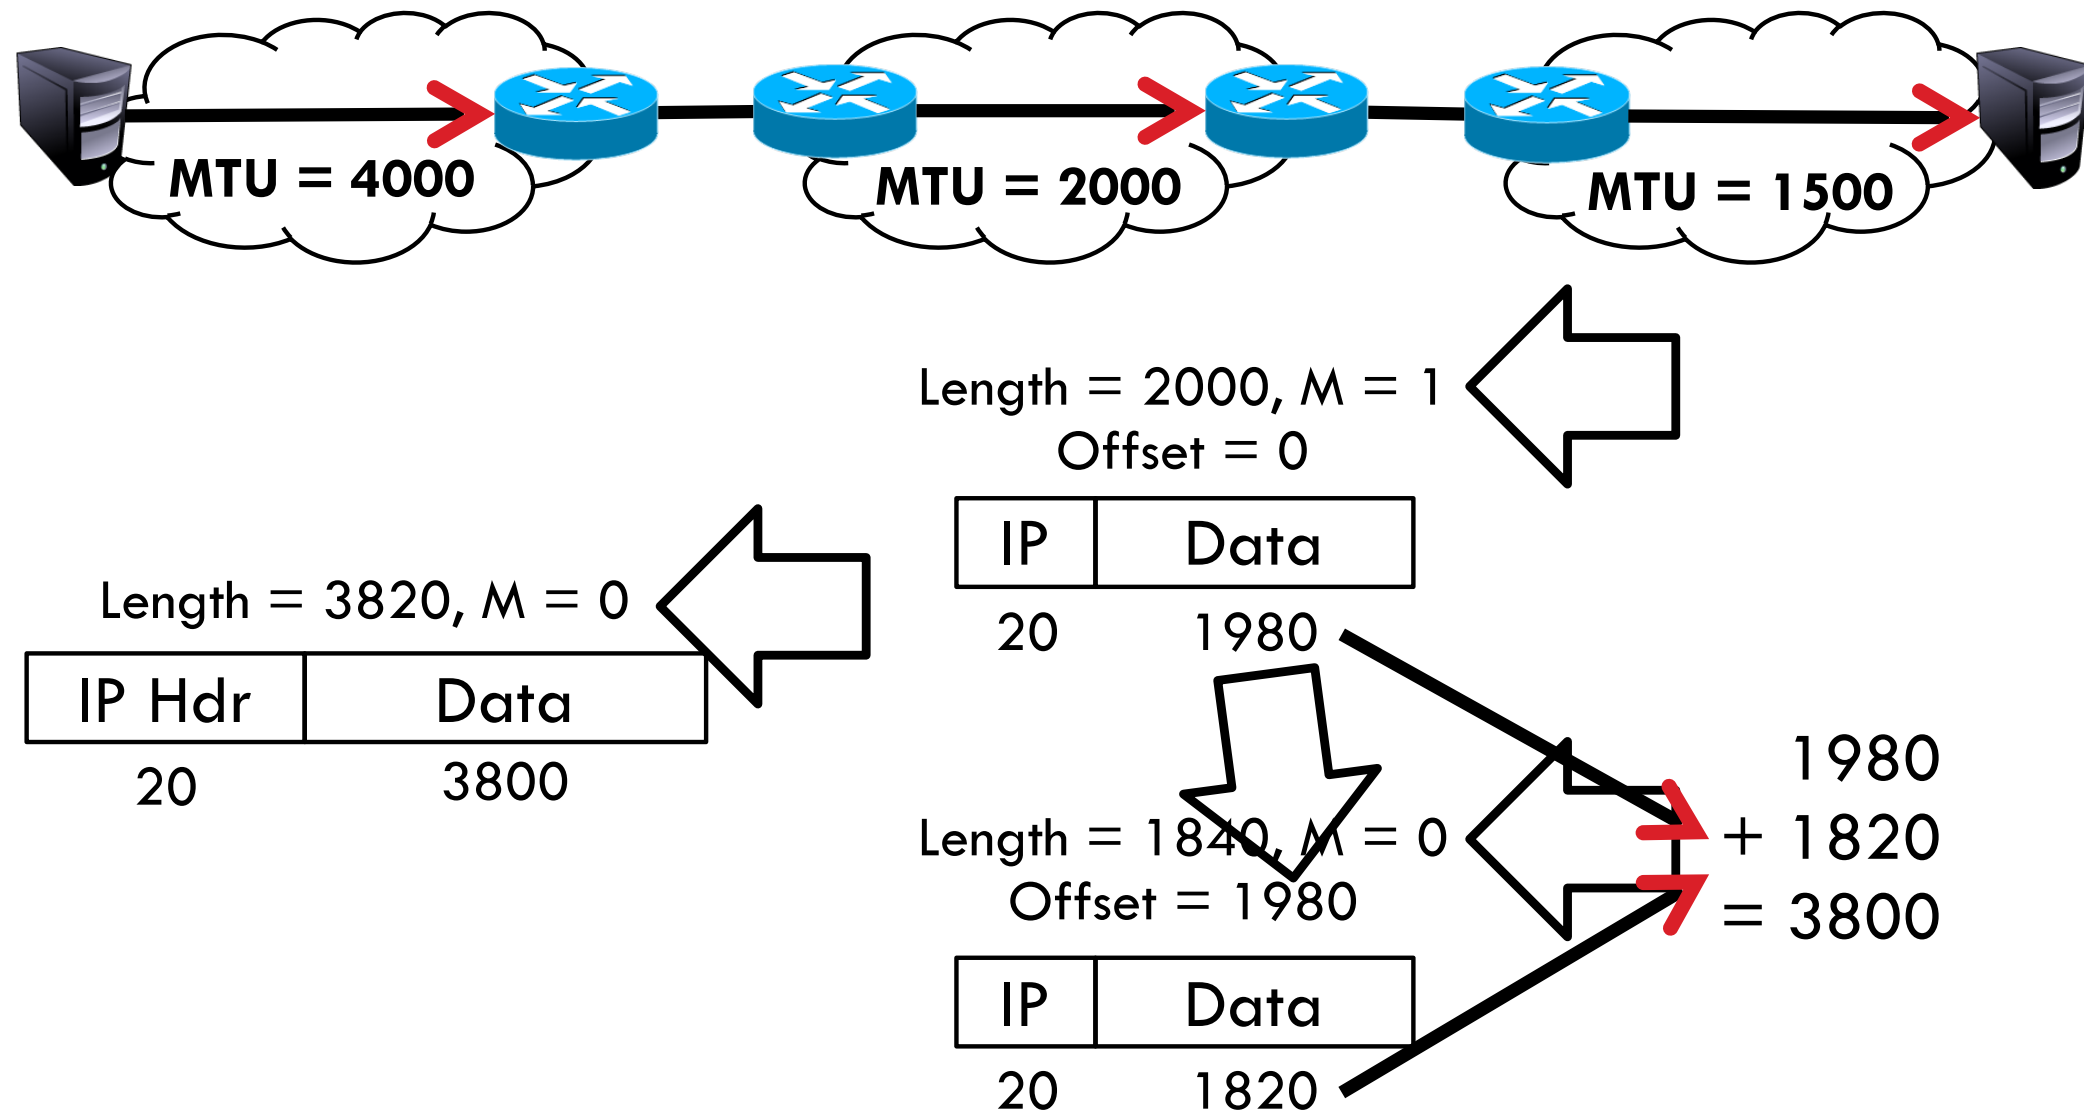 MTU = 4000
MTU = 2000
MTU = 1500
Length = 3820, M = 0
IP Hdr Data
20 3800
Length = 2000, M = 1
Offset = 0
IP Data
20 1980
Length = 1840, M = 0
Offset = 1980
IP Data
20 1820
1980
+ 1820
= 3800